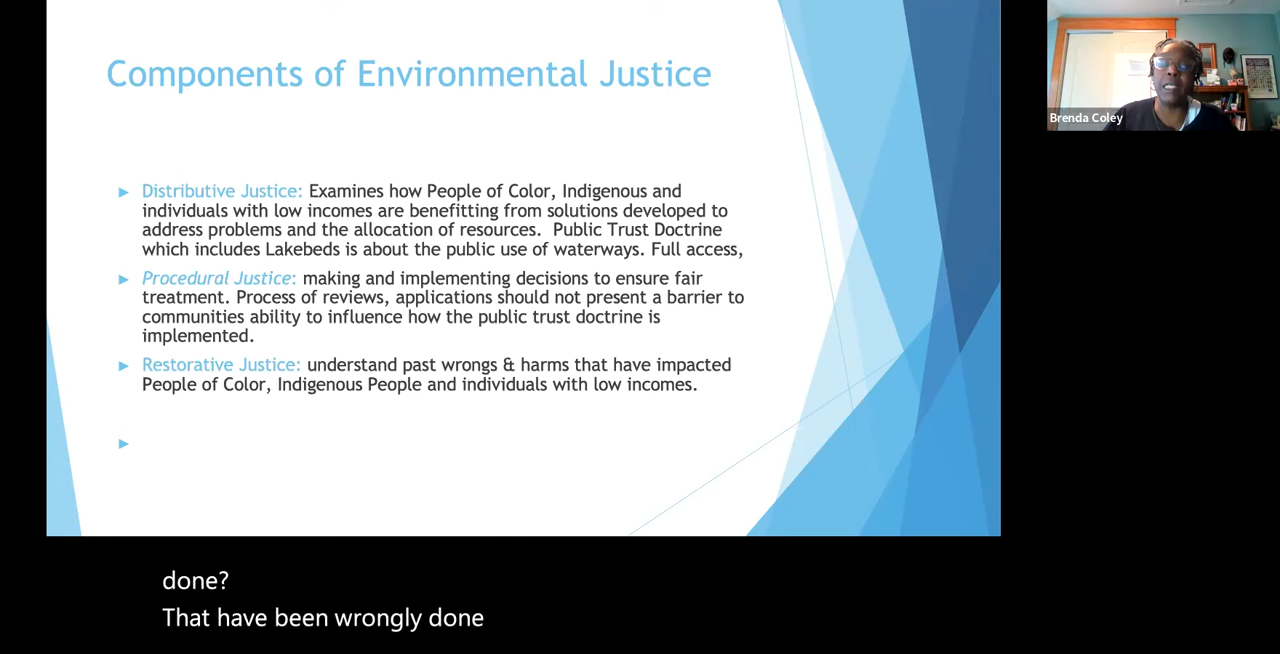 Components of Environmental Justice
Brenda Coley
Distributive Justice: Examines how People of Color, Indigenous and
individuals with low incomes are benefitting from solutions developed to
address problems and the allocation of resources.  Public Trust Doctrine
which includes Lakebeds is about the public use of waterways. Full access,
Procedural Justice: making and implementing decisions to ensure fair
treatment. Process of reviews, applications should not present a barrier to
communities ability to influence how the public trust doctrine is
implemented.
Restorative Justice: understand past wrongs & harms that have impacted
People of Color, Indigenous People and individuals with low incomes.
done?
That have been wrongly done